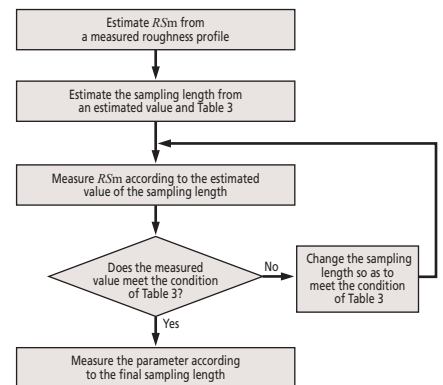 Estimate RSm from
a measured roughness profile
Estimate the sampling length from
an estimated value and Table 3
Measure RSm according to the estimated
value of the sampling length
Does the measured
value meet the condition
of Table 3?
No
Change the sampling
length so as to
meet the condition
of Table 3
Yes
Measure the parameter according
to the final sampling length